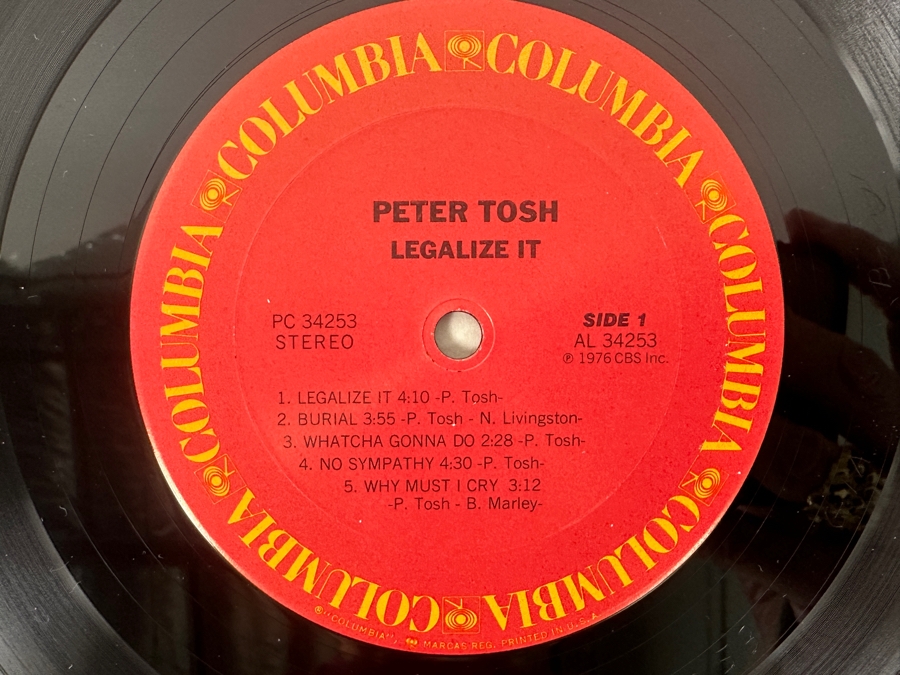 COLUMBIA COLUMBIA COLUMBIA COLUMBIA COLUMBIA COLUMBIA
PETER TOSH
LEGALIZE IT
PC 34253
STEREO
SIDE 1
AL 34253
℗ 1976 CBS Inc.
1. LEGALIZE IT 4:10 -P. Tosh-
2. BURIAL 3:55 -P. Tosh - N. Livingston-
3. WHATCHA GONNA DO 2:28 -P. Tosh-
4. NO SYMPATHY 4:30 -P. Tosh-
5. WHY MUST I CRY 3:12
-P. Tosh - B. Marley-
® "COLUMBIA", MARCAS REG. PRINTED IN U.S.A.